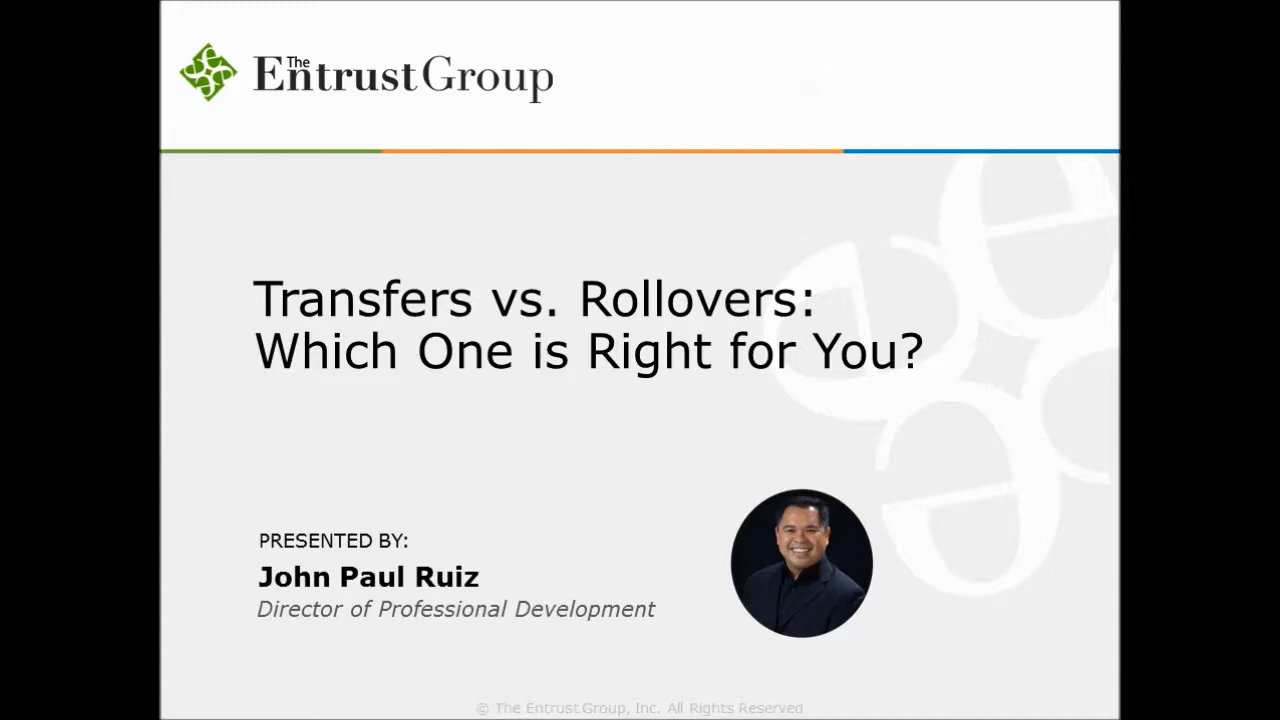 The Entrust Group
Transfers vs. Rollovers:
Which One is Right for You?
PRESENTED BY:
John Paul Ruiz
Director of Professional Development
© The Entrust Group, Inc. All Rights Reserved